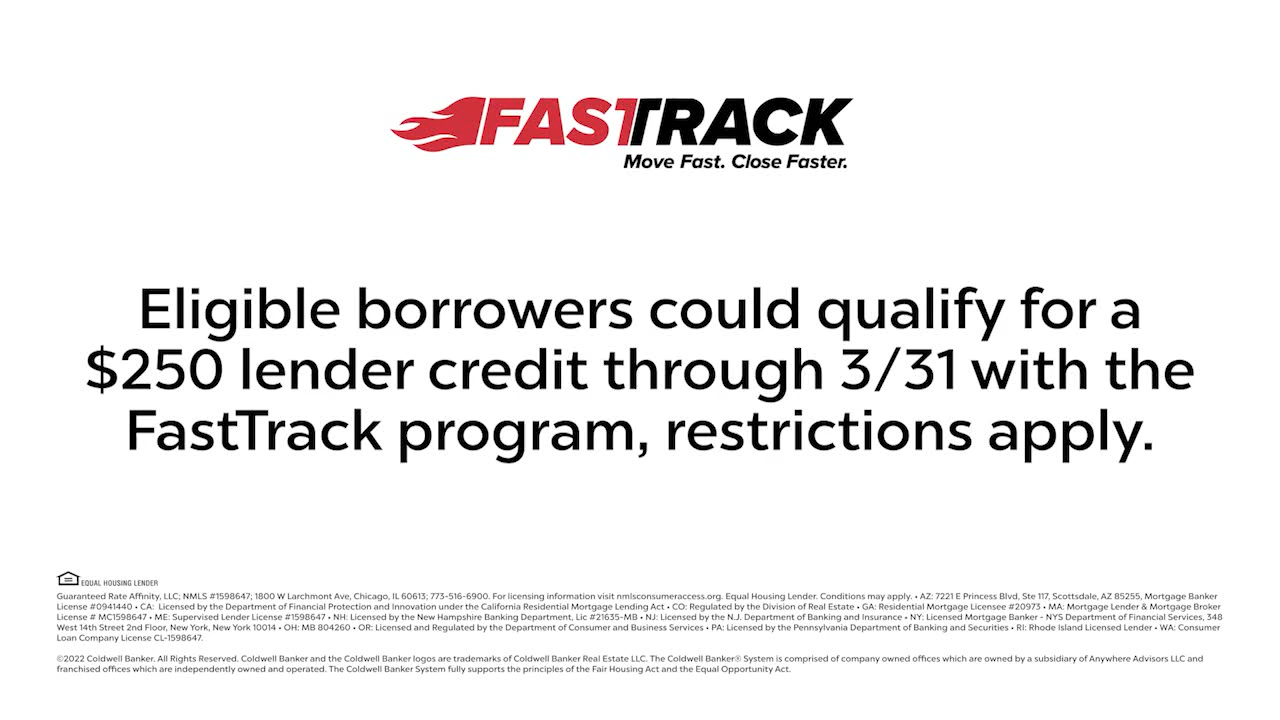 FASTTRACK
Move Fast. Close Faster.
Eligible borrowers could qualify for a
$250 lender credit through 3/31 with the
FastTrack program, restrictions apply.
EQUAL HOUSING LENDER
Guaranteed Rate Affinity, LLC; NMLS #1598647; 1800 W Larchmont Ave, Chicago, IL 60613; 773-516-6900. For licensing information visit nmlsconsumeraccess.org. Equal Housing Lender. Conditions may apply. • AZ: 7221 E Princess Blvd, Ste 117, Scottsdale, AZ 85255, Mortgage Banker
License #0941440 • CA: Licensed by the Department of Financial Protection and Innovation under the California Residential Mortgage Lending Act • CO: Regulated by the Division of Real Estate • GA: Residential Mortgage Licensee #20973 • MA: Mortgage Lender & Mortgage Broker
License # MC1598647 • ME: Supervised Lender License #1598647 • NH: Licensed by the New Hampshire Banking Department, Lic #21635-MB • NJ: Licensed by the N.J. Department of Banking and Insurance • NY: Licensed Mortgage Banker - NYS Department of Financial Services, 348
West 14th Street 2nd Floor, New York, New York 10014 • OH: MB 804260 • OR: Licensed and Regulated by the Department of Consumer and Business Services • PA: Licensed by the Pennsylvania Department of Banking and Securities • RI: Rhode Island Licensed Lender • WA: Consumer
Loan Company License CL-1598647.
©2022 Coldwell Banker. All Rights Reserved. Coldwell Banker and the Coldwell Banker logos are trademarks of Coldwell Banker Real Estate LLC. The Coldwell Banker® System is comprised of company owned offices which are owned by a subsidiary of Anywhere Advisors LLC and
franchised offices which are independently owned and operated. The Coldwell Banker System fully supports the principles of the Fair Housing Act and the Equal Opportunity Act.